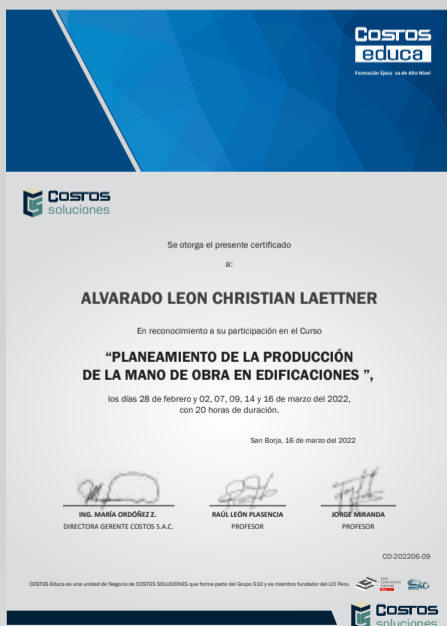 COSTOS
educa
Formación Ejecu va de Alto Nivel
COSTOS
soluciones
Se otorga el presente certificado
a:
ALVARADO LEON CHRISTIAN LAETTNER
En reconocimiento a su participación en el Curso
“PLANEAMIENTO DE LA PRODUCCIÓN
DE LA MANO DE OBRA EN EDIFICACIONES ”,
los días 28 de febrero y 02, 07, 09, 14 y 16 de marzo del 2022,
con 20 horas de duración.
San Borja, 16 de marzo del 2022
ING. MARÍA ORDÓÑEZ Z.
DIRECTORA GERENTE COSTOS S.A.C.
RAÚL LEÓN PLASENCIA
PROFESOR
JORGE MIRANDA
PROFESOR
CO-202206-09
COSTOS Educa es una unidad de Negocio de COSTOS SOLUCIONES que forma parte del Grupo S10 y es miembro fundador del LCI Peru.
COSTOS
soluciones